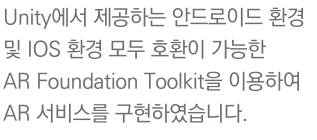 Unity에서 제공하는 안드로이드 환경
및 IOS 환경 모두 호환이 가능한
AR Foundation Toolkit을 이용하여
AR 서비스를 구현하였습니다.